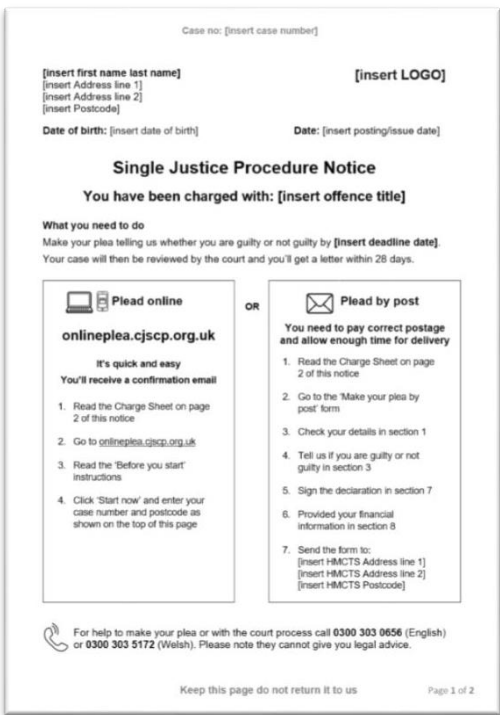 Case no: [insert case number]
[insert first name last name]
[insert LOGO]
[insert Address line 1]
[insert Address line 2]
[insert Postcode]
Date of birth: [insert date of birth]
Date: [insert posting/issue date]
Single Justice Procedure Notice
You have been charged with: [insert offence title]
What you need to do
Make your plea telling us whether you are guilty or not guilty by [insert deadline date].
Your case will then be reviewed by the court and you'll get a letter within 28 days.
Plead online
onlineplea.cjscp.org.uk
It's quick and easy
You'll receive a confirmation email
1. Read the Charge Sheet on page
2 of this notice
2. Go to onlineplea.cjscp.org.uk
3. Read the 'Before you start'
instructions
4. Click 'Start now' and enter your
case number and postcode as
shown on the top of this page
OR
Plead by post
You need to pay correct postage
and allow enough time for delivery
1. Read the Charge Sheet on page
2 of this notice
2. Go to the 'Make your plea by
post' form
3. Check your details in section 1
4. Tell us if you are guilty or not
guilty in section 3
5. Sign the declaration in section 7
6. Provided your financial
information in section 8
7. Send the form to:
[insert HMCTS Address line 1]
[insert HMCTS Address line 2]
[insert HMCTS Postcode]
For help to make your plea or with the court process call 0300 303 0656 (English)
or 0300 303 5172 (Welsh). Please note they cannot give you legal advice.
Keep this page do not return it to us
Page 1 of 2